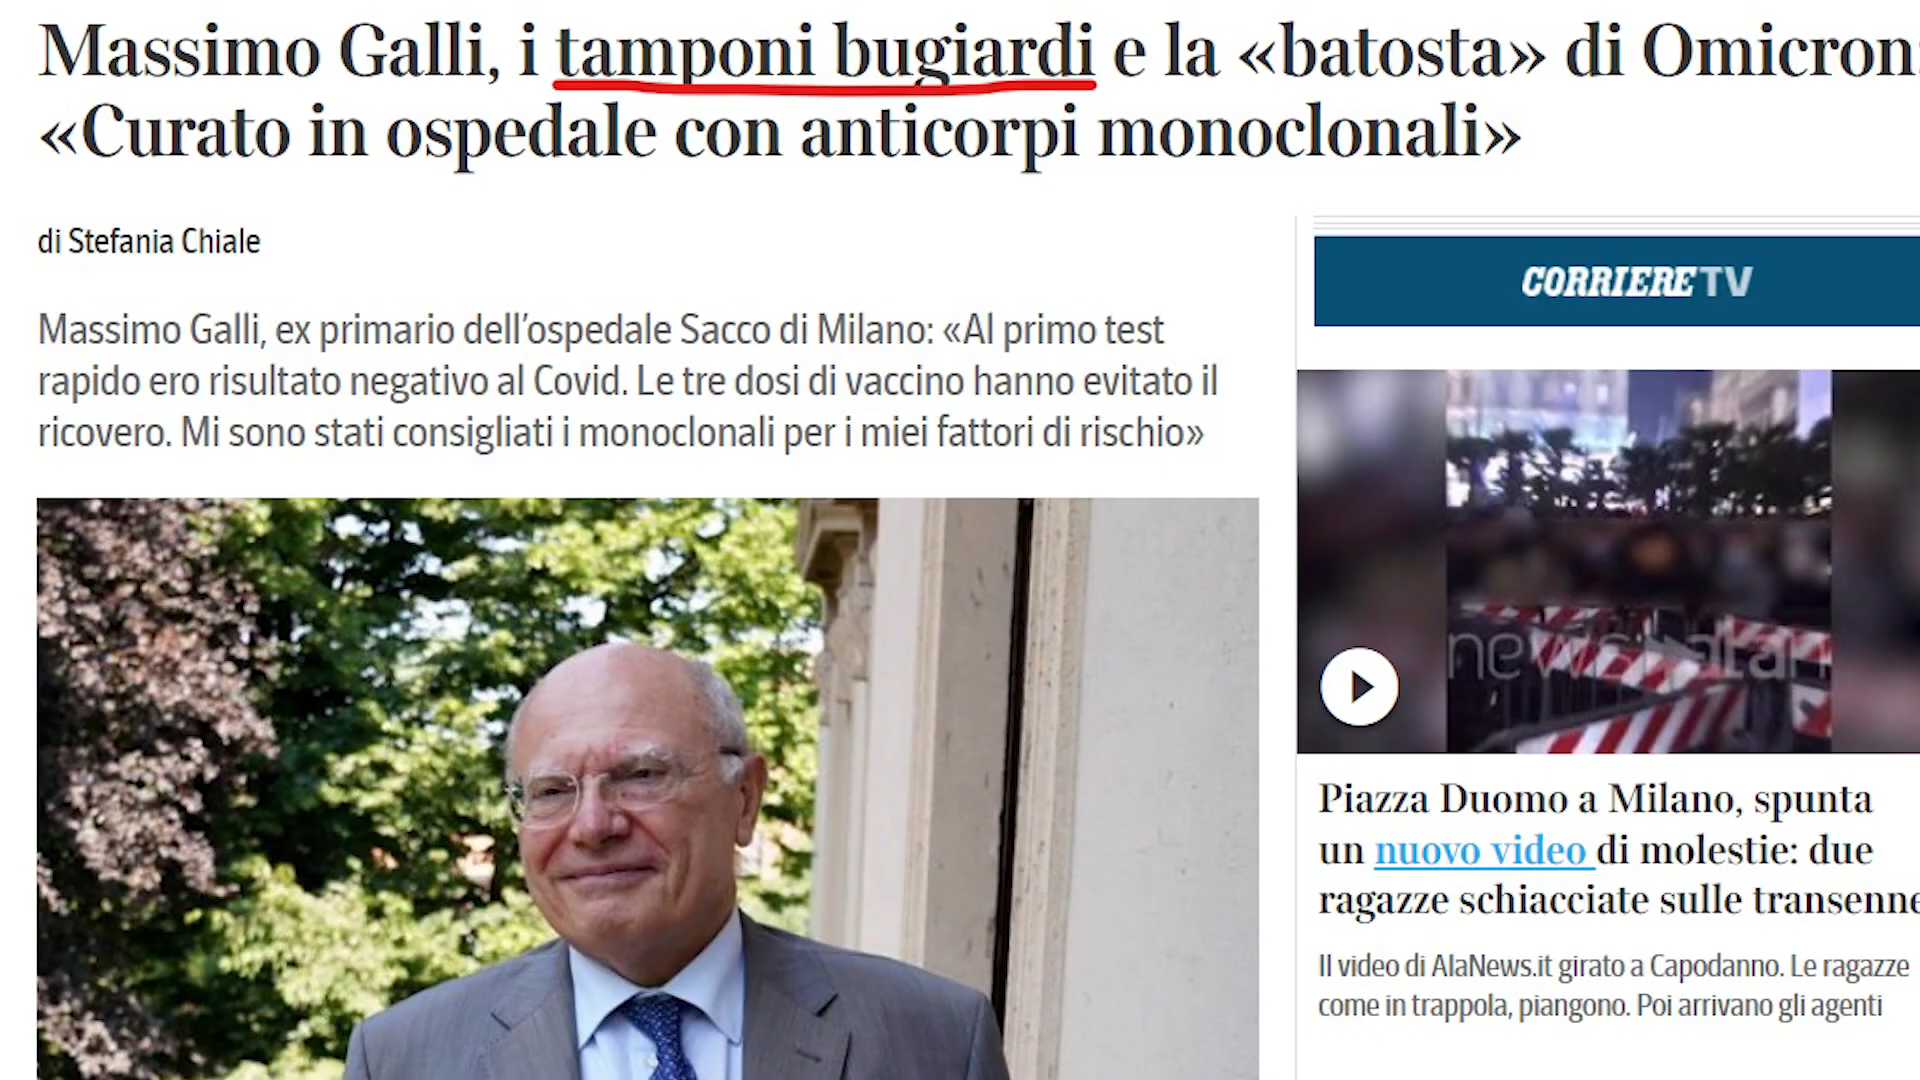 Massimo Galli, i tamponi bugiardi e la «batosta» di Omicron:
«Curato in ospedale con anticorpi monoclonali»
di Stefania Chiale
Massimo Galli, ex primario dell'ospedale Sacco di Milano: «Al primo test
rapido ero risultato negativo al Covid. Le tre dosi di vaccino hanno evitato il
ricovero. Mi sono stati consigliati i monoclonali per i miei fattori di rischio»
CORRIERE TV
Piazza Duomo a Milano, spunta
un nuovo video di molestie: due
ragazze schiacciate sulle transenne
Il video di AlaNews.it girato a Capodanno. Le ragazze
come in trappola, piangono. Poi arrivano gli agenti